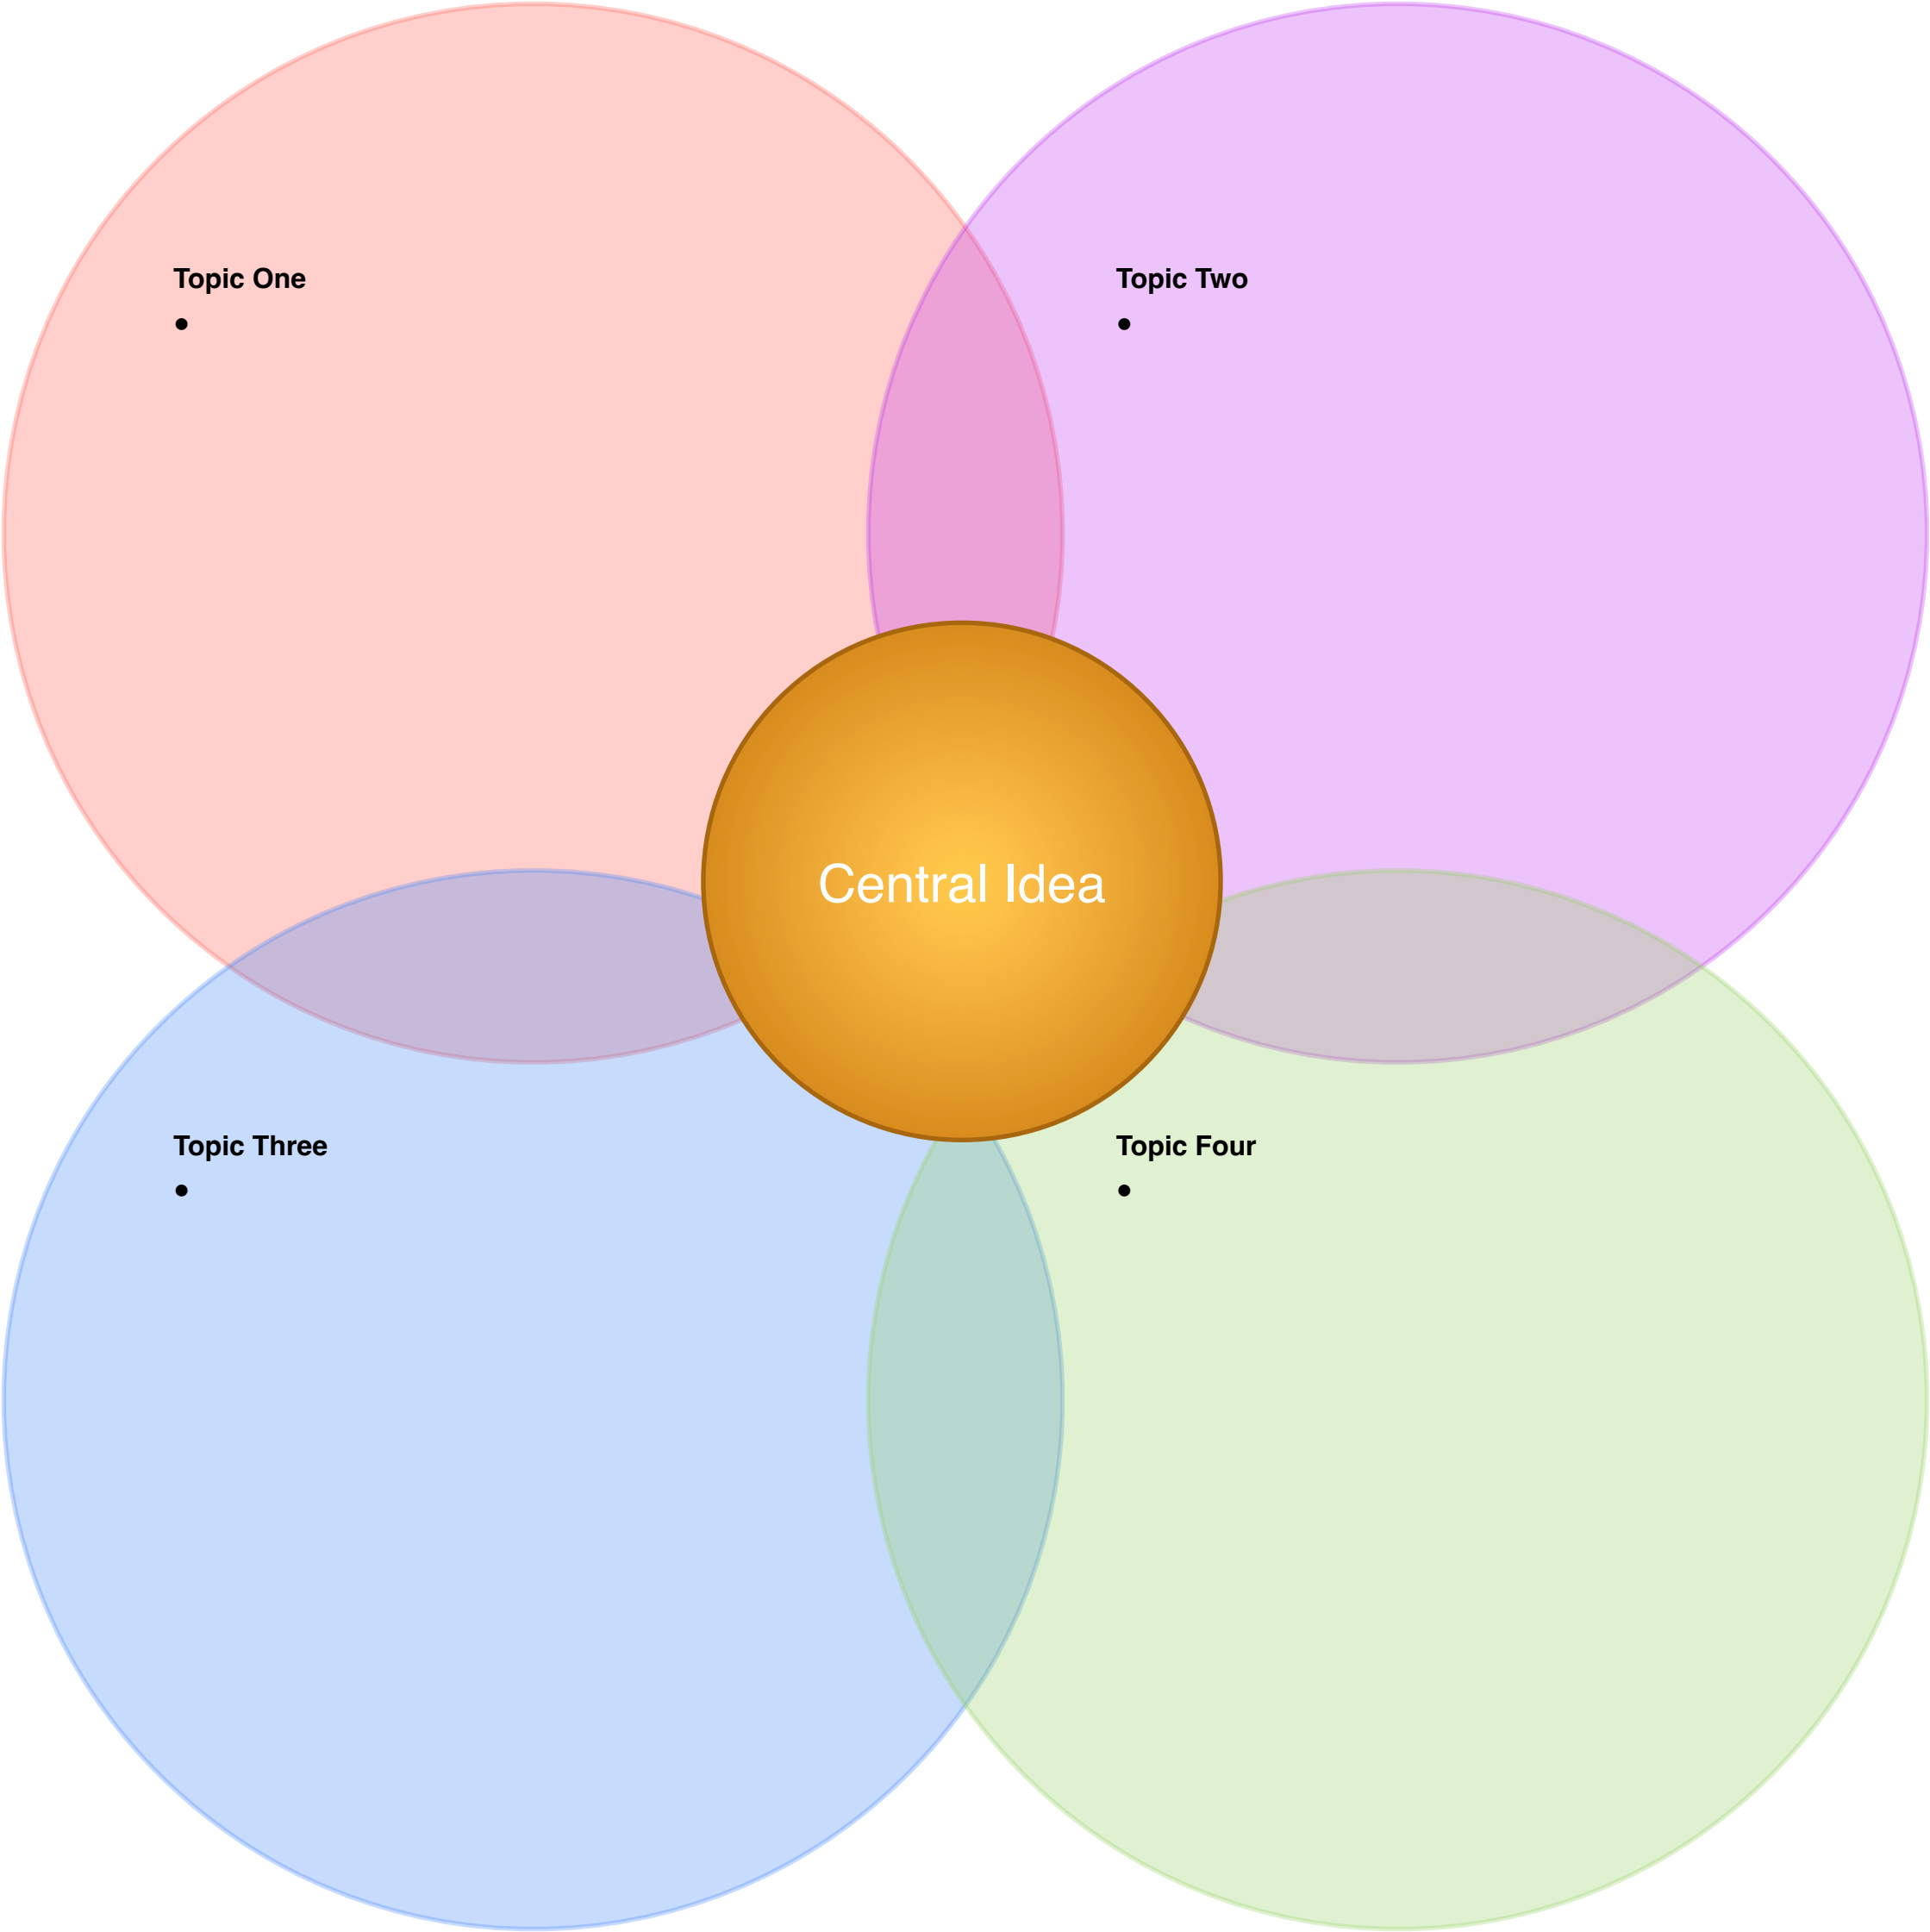 Topic One
•
Topic Two
•
Central Idea
Topic Three
•
Topic Four
•